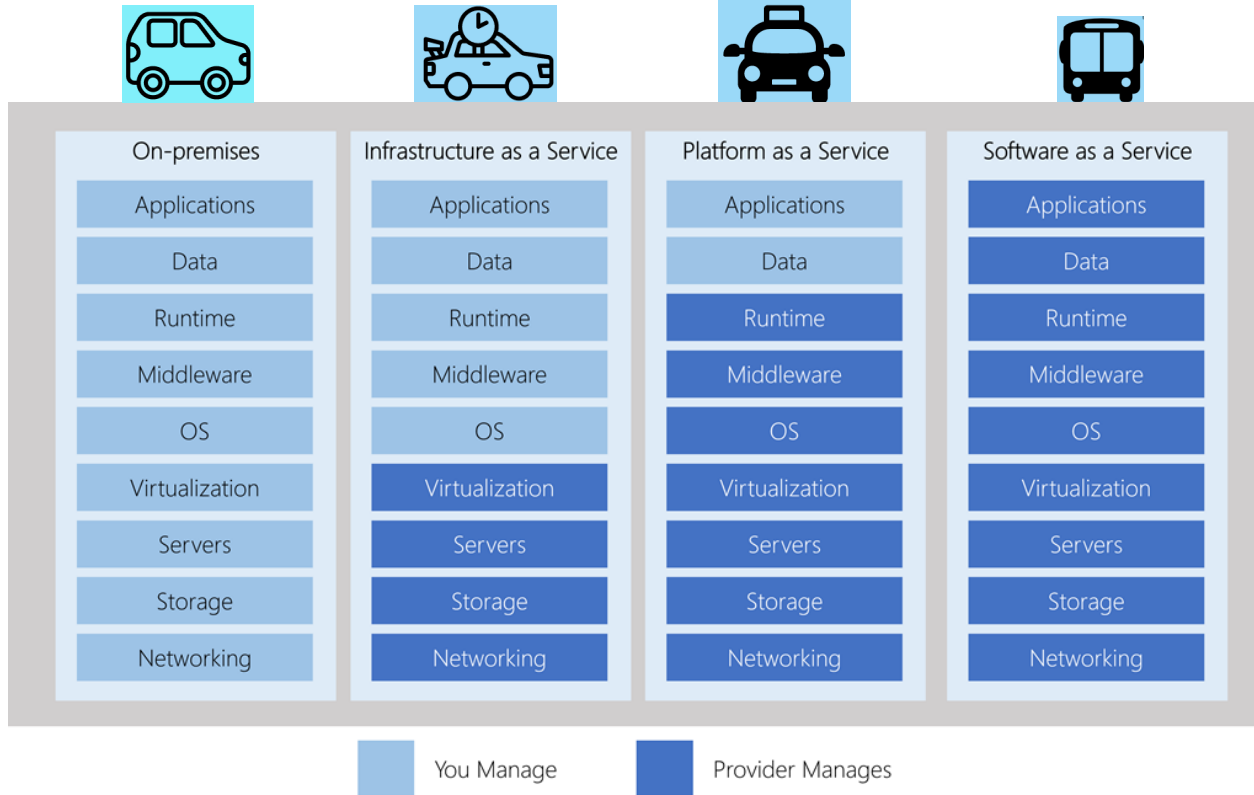 On-premises
Applications
Data
Runtime
Middleware
OS
Virtualization
Servers
Storage
Networking
Infrastructure as a Service
Applications
Data
Runtime
Middleware
OS
Virtualization
Servers
Storage
Networking
Platform as a Service
Applications
Data
Runtime
Middleware
OS
Virtualization
Servers
Storage
Networking
Software as a Service
Applications
Data
Runtime
Middleware
OS
Virtualization
Servers
Storage
Networking
You Manage
Provider Manages